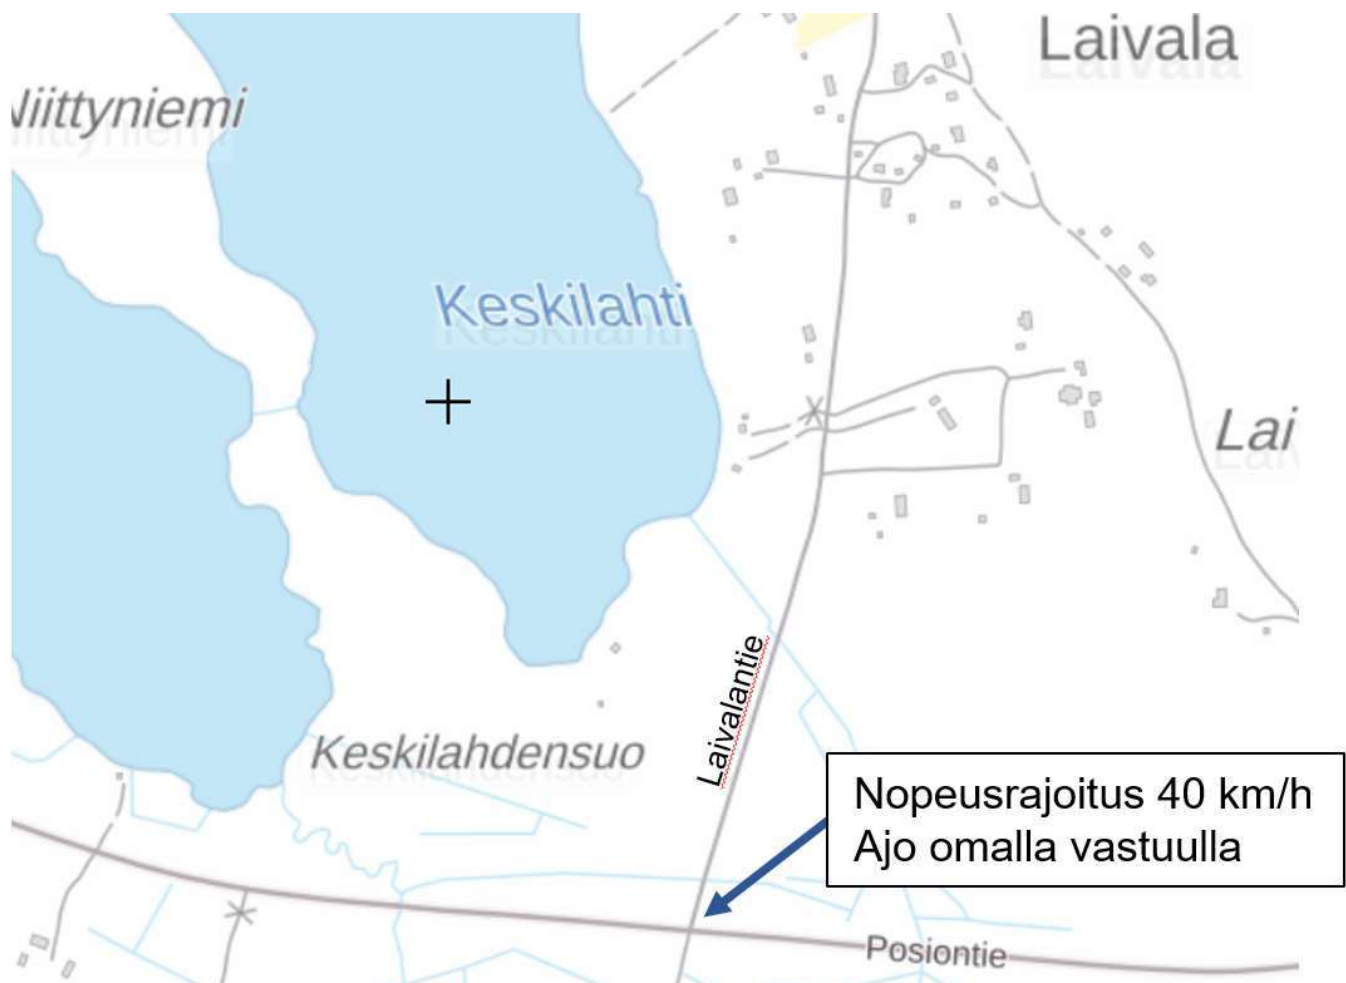 Laivala
Niittyniemi
Keskilahti
Lai
Laivalantie
Keskilahdensuo
Nopeusrajoitus 40 km/h
Ajo omalla vastuulla
Posiontie